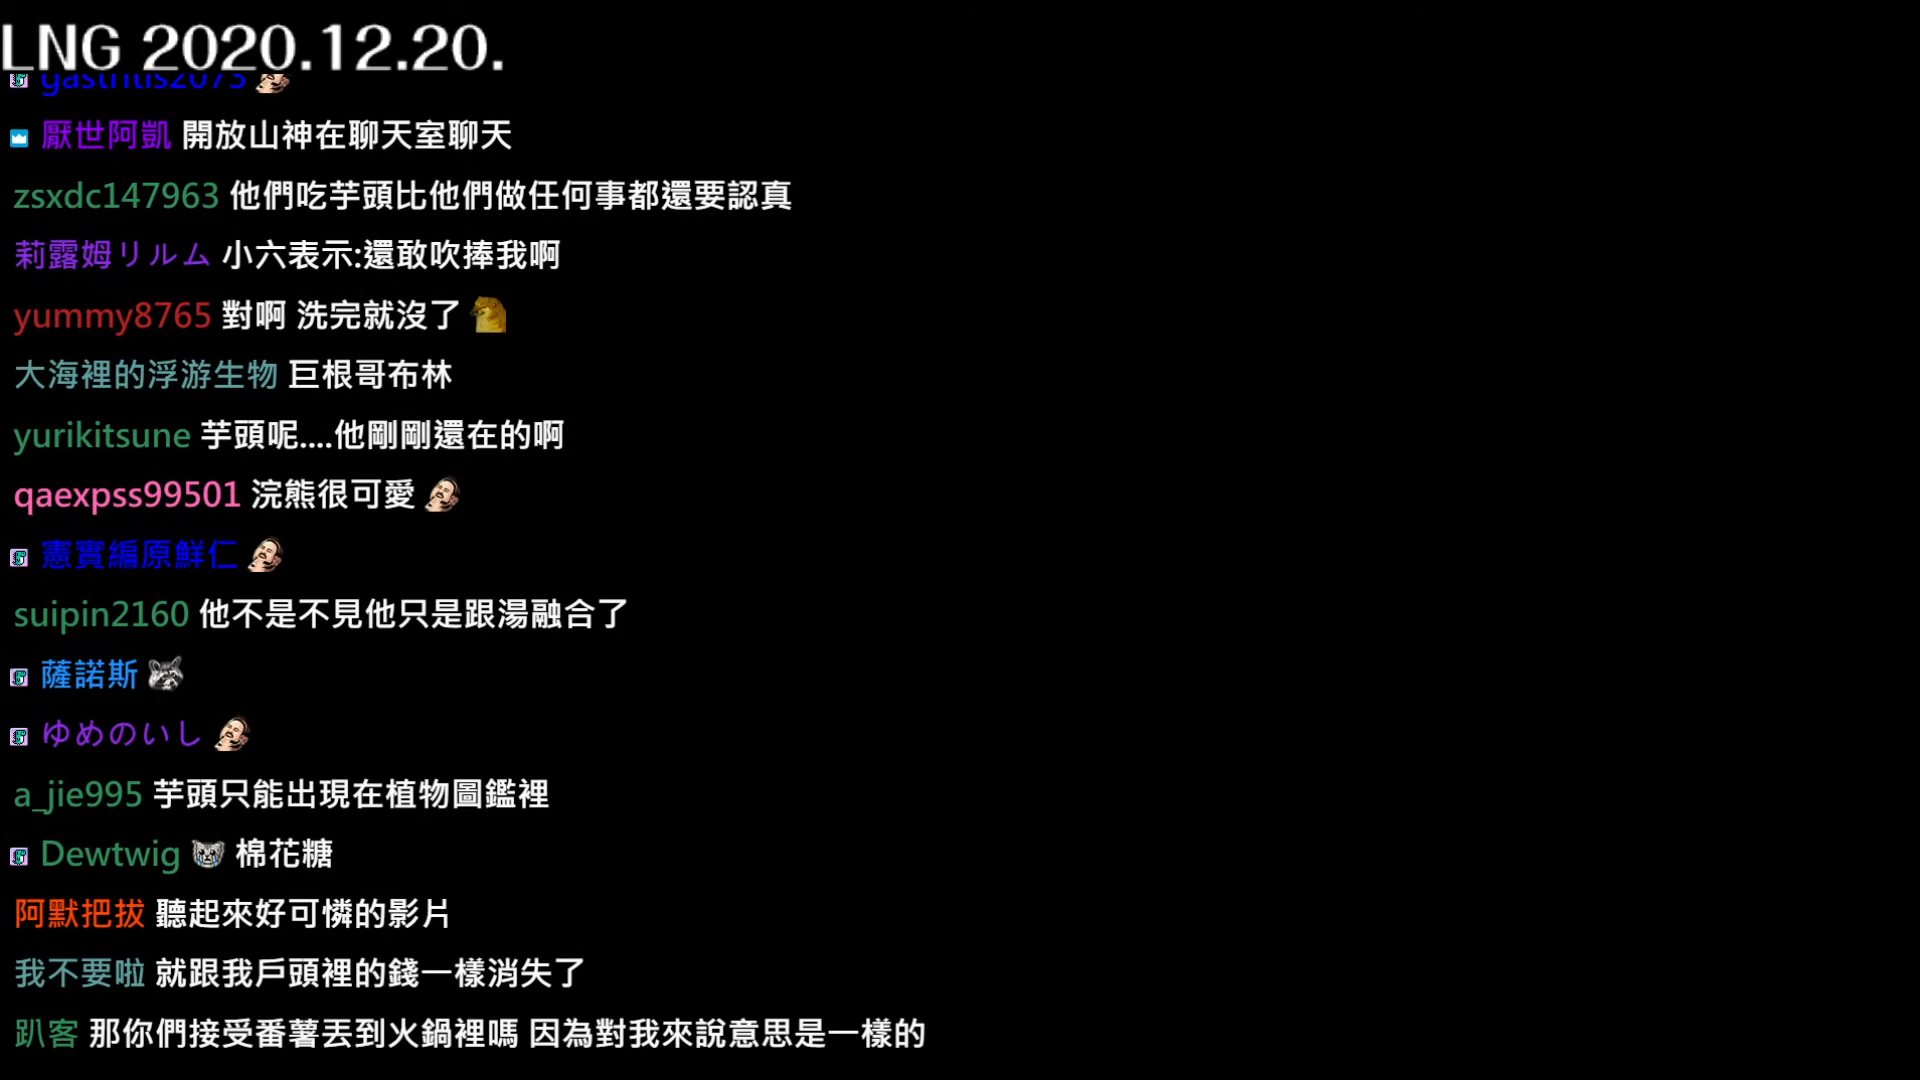 LNG 2020.12.20.
gastritis2073
厭世阿凱 開放山神在聊天室聊天
zsxdc147963 他們吃芋頭比他們做任何事都還要認真
莉露姆リルム 小六表示:還敢吹捧我啊
yummy8765 對啊 洗完就沒了
大海裡的浮游生物 巨根哥布林
yurikitsune 芋頭呢....他剛剛還在的啊
qaexpss99501 浣熊很可愛
憲實編原鮮仁
suipin2160 他不是不見他只是跟湯融合了
薩諾斯
ゆめのいし
a_jie995 芋頭只能出現在植物圖鑑裡
Dewtwig 棉花糖
阿默把拔 聽起來好可憐的影片
我不要啦 就跟我戶頭裡的錢一樣消失了
趴客 那你們接受番薯丟到火鍋裡嗎 因為對我來說意思是一樣的